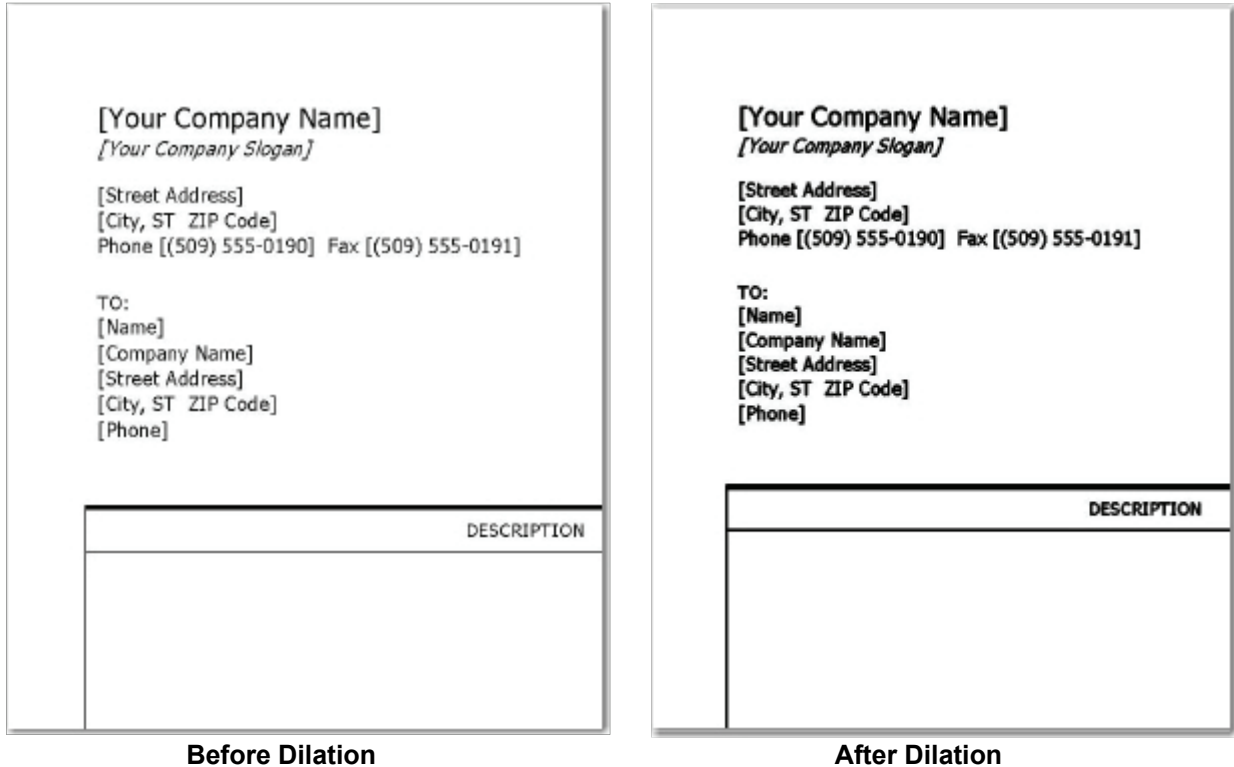 [Your Company Name]
[Your Company Slogan]
[Street Address]
[City, ST ZIP Code]
Phone [(509) 555-0190] Fax [(509) 555-0191]
TO:
[Name]
[Company Name]
[Street Address]
[City, ST ZIP Code]
[Phone]
DESCRIPTION
Before Dilation
[Your Company Name]
[Your Company Slogan]
[Street Address]
[City, ST ZIP Code]
Phone [(509) 555-0190] Fax [(509) 555-0191]
TO:
[Name]
[Company Name]
[Street Address]
[City, ST ZIP Code]
[Phone]
DESCRIPTION
After Dilation